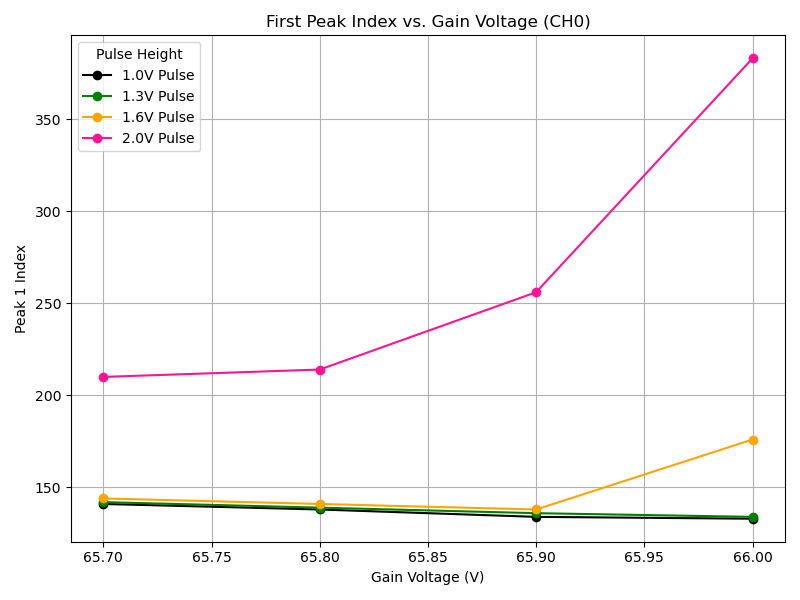 First Peak Index vs. Gain Voltage (CH0)
Pulse Height
1.0V Pulse
1.3V Pulse
1.6V Pulse
2.0V Pulse
350
300
250
200
150
Peak 1 Index
65.70 65.75 65.80 65.85 65.90 65.95 66.00
Gain Voltage (V)